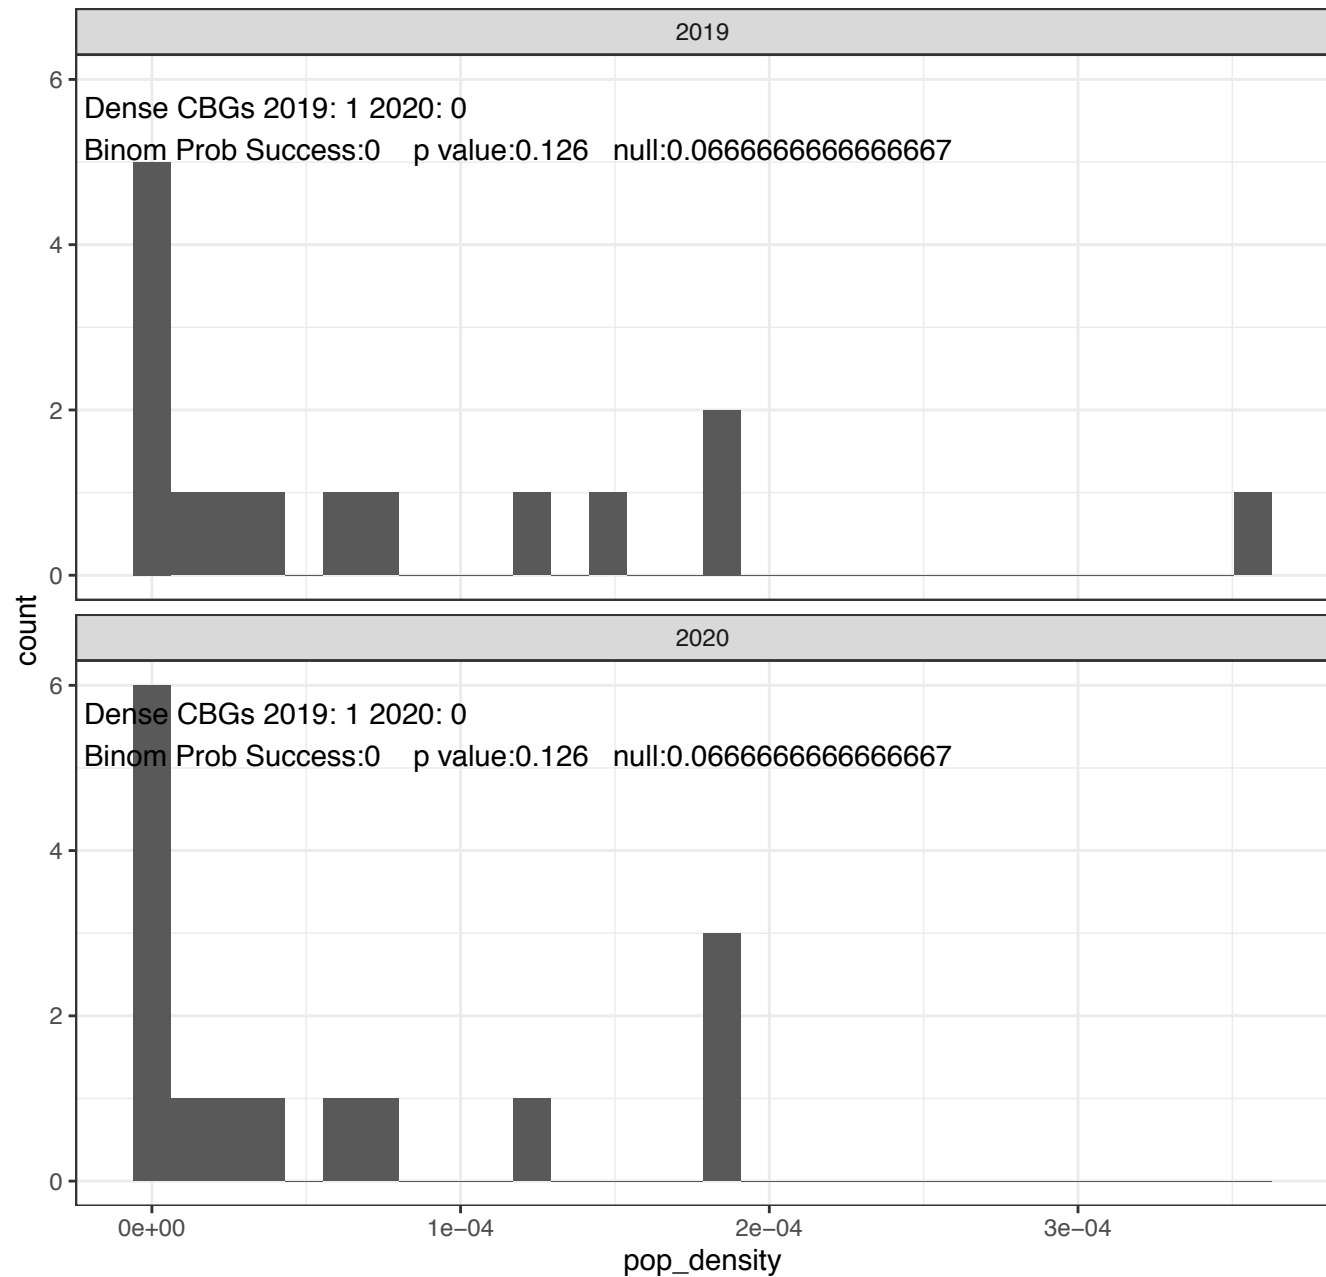 2019
6
Dense CBGs 2019: 1 2020: 0
Binom Prob Success:0 p value:0.126 null:0.0666666666666667
4
2
0
count
2020
6
Dense CBGs 2019: 1 2020: 0
Binom Prob Success:0 p value:0.126 null:0.0666666666666667
4
2
0
0e+00 1e−04 2e−04 3e−04
pop_density